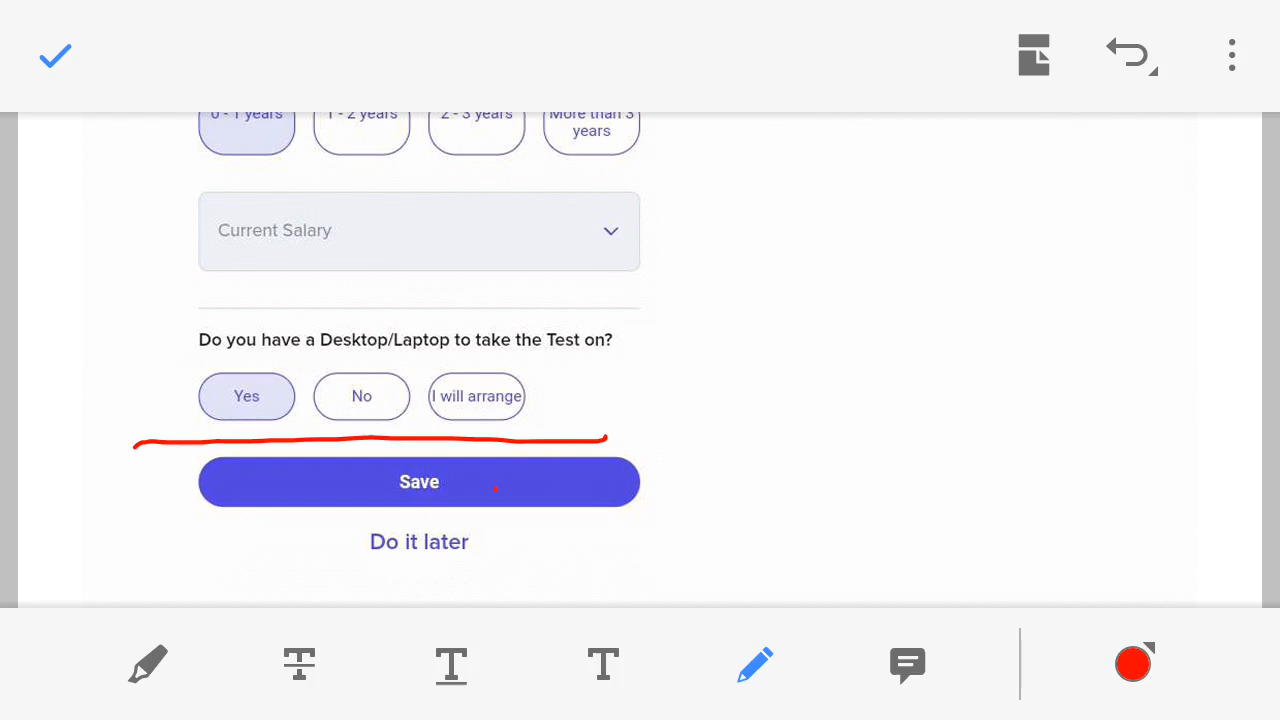 0 - 1 years 1 - 2 years 2 - 3 years More than 3 years
Current Salary
Do you have a Desktop/Laptop to take the Test on?
Yes No I will arrange
Save
Do it later
T T T